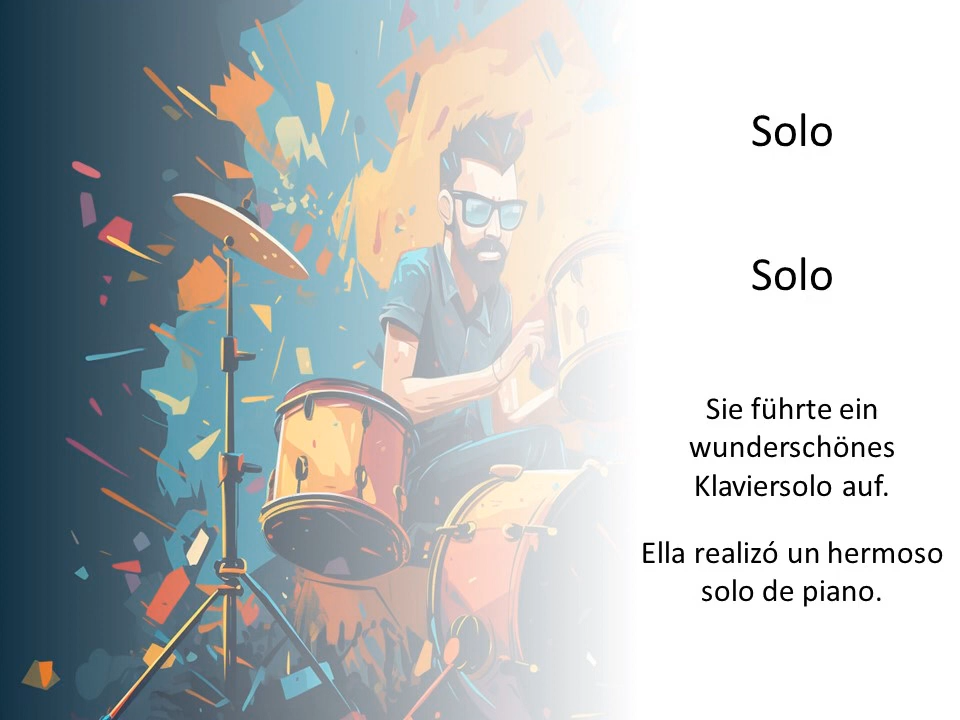 Solo
Solo
Sie führte ein
wunderschönes
Klaviersolo auf.
Ella realizó un hermoso
solo de piano.